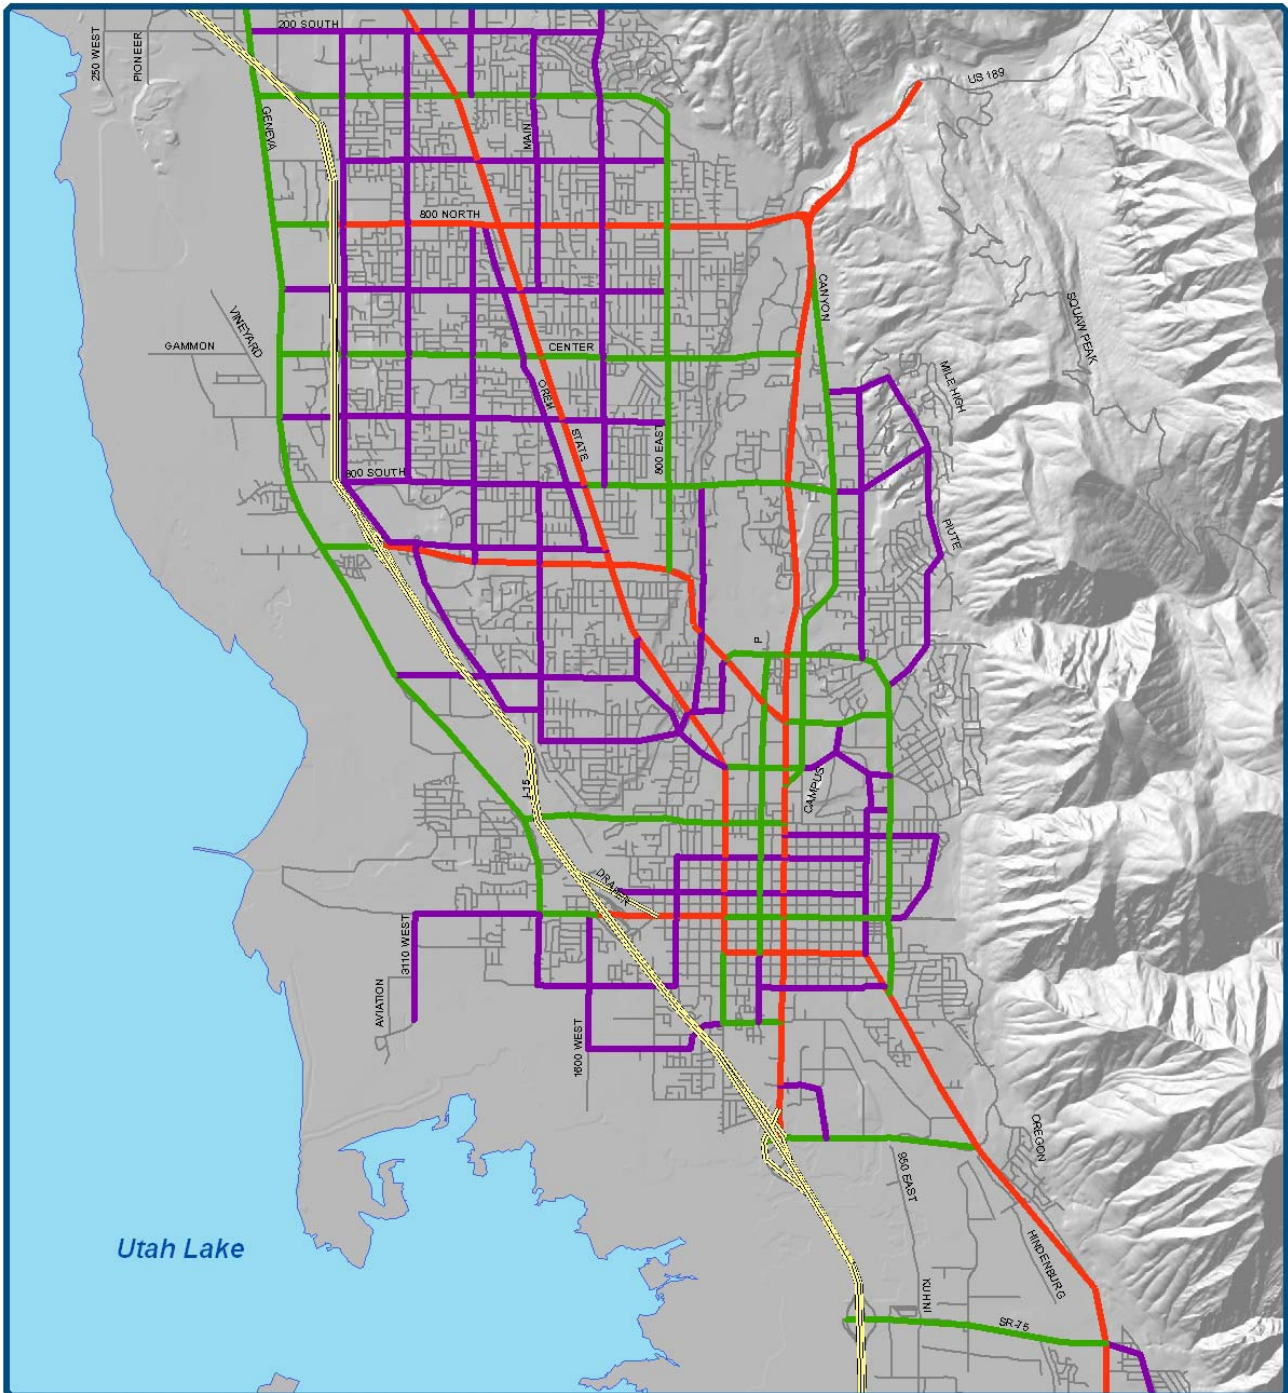 200 SOUTH
250 WEST
PIONEER
US 189
GENEVA
MAIN
800 NORTH
CANYON
SQUAW PEAK
VINEYARD
GAMMON
CENTER
MILE HIGH
OREM
STATE
800 EAST
800 SOUTH
PIUTE
P
I-15
CAMPUS
DRAPER
3110 WEST
AVIATION
1600 WEST
OREGON
950 EAST
HINDENBURG
Utah Lake
KUHNI
SR-75